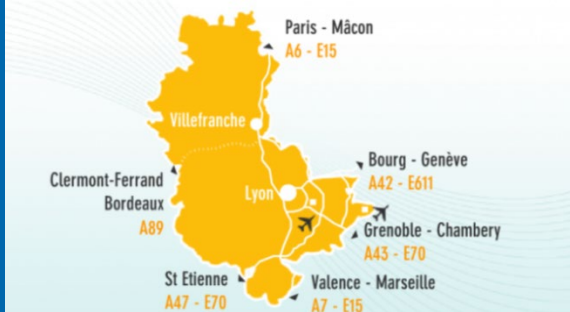 Paris - Mâcon
A6 - E15
Villefranche
Bourg - Genève
A42 - E611
Clermont-Ferrand
Bordeaux
A89
Lyon
Grenoble - Chambery
A43 - E70
St Etienne
A47 - E70
Valence - Marseille
A7 - E15